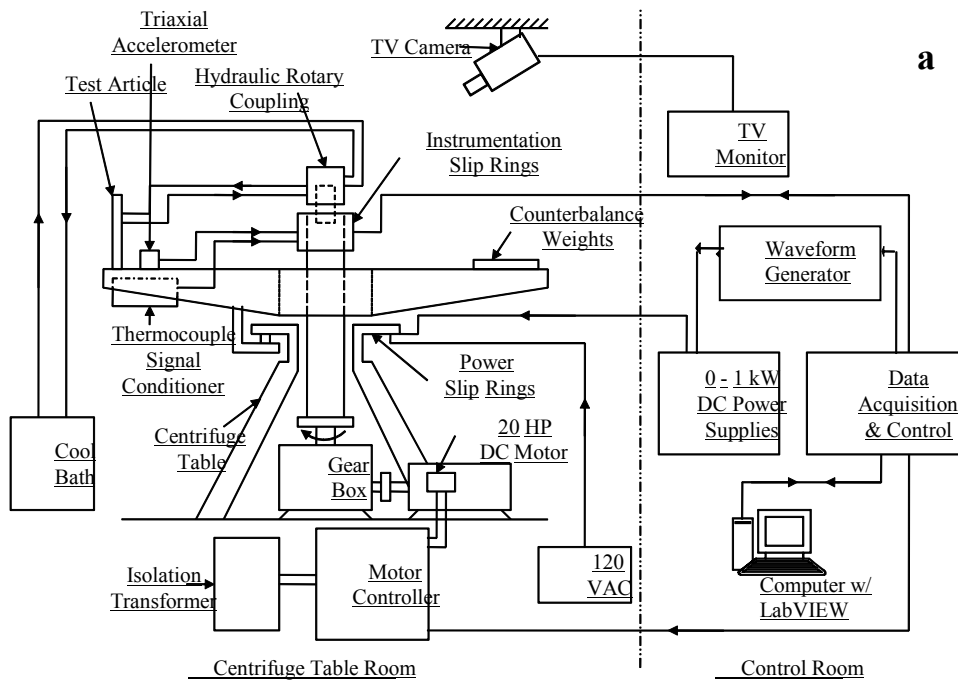 Triaxial
Accelerometer
Test Article
Hydraulic Rotary
Coupling
TV Camera
a
TV
Monitor
Instrumentation
Slip Rings
Counterbalance
Weights
Waveform
Generator
Thermocouple
Signal
Conditioner
Power
Slip Rings
0 - 1 kW
DC Power
Supplies
Data
Acquisition
& Control
Centrifuge
Table
20 HP
DC Motor
Cool
Bath
Gear
Box
Isolation
Transformer
Motor
Controller
120
VAC
Computer w/
LabVIEW
Centrifuge Table Room
Control Room